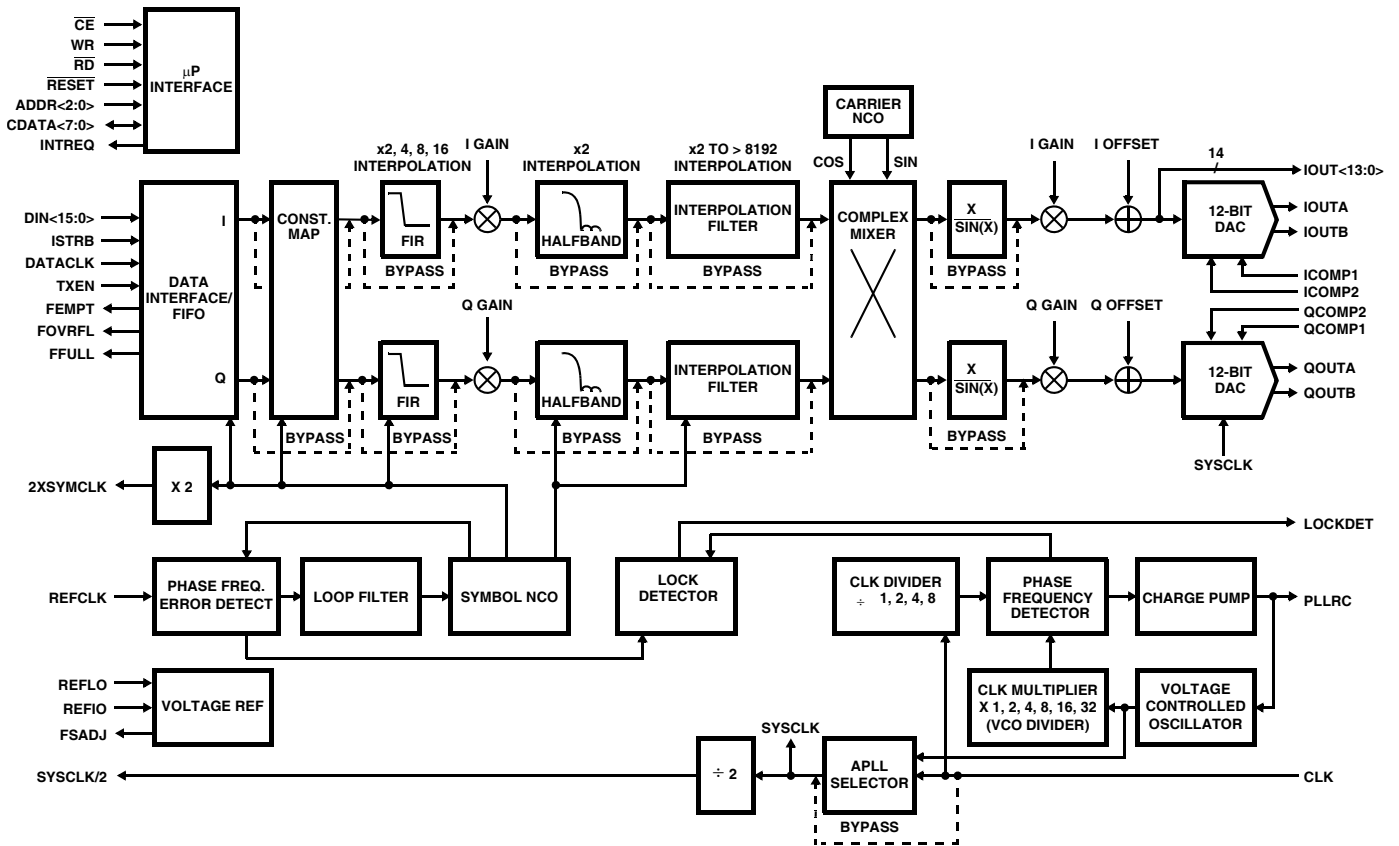 CE
WR
RD
RESET
ADDR<2:0>
CDATA<7:0>
INTREQ
µP
INTERFACE
CARRIER
NCO
COS
SIN
x2, 4, 8, 16
INTERPOLATION
I GAIN
x2
INTERPOLATION
x2 TO > 8192
INTERPOLATION
I GAIN
I OFFSET
14
IOUT<13:0>
DIN<15:0>
ISTRB
DATACLK
TXEN
FEMPT
FOVRFL
FFULL
I
DATA
INTERFACE/
FIFO
Q
CONST.
MAP
FIR
BYPASS
HALFBAND
BYPASS
INTERPOLATION
FILTER
BYPASS
COMPLEX
MIXER
X
SIN(X)
BYPASS
12-BIT
DAC
IOUTA
IOUTB
ICOMP1
ICOMP2
QCOMP2
QCOMP1
Q GAIN
Q GAIN
Q OFFSET
BYPASS
FIR
BYPASS
HALFBAND
BYPASS
INTERPOLATION
FILTER
BYPASS
X
SIN(X)
BYPASS
12-BIT
DAC
QOUTA
QOUTB
SYSCLK
2XSYMCLK
X 2
LOCKDET
REFCLK
PHASE FREQ.
ERROR DETECT
LOOP FILTER
SYMBOL NCO
LOCK
DETECTOR
CLK DIVIDER
÷ 1, 2, 4, 8
PHASE
FREQUENCY
DETECTOR
CHARGE PUMP
PLLRC
REFLO
REFIO
FSADJ
VOLTAGE REF
CLK MULTIPLIER
X 1, 2, 4, 8, 16, 32
(VCO DIVIDER)
VOLTAGE
CONTROLLED
OSCILLATOR
SYSCLK
SYSCLK/2
÷ 2
APLL
SELECTOR
CLK
BYPASS